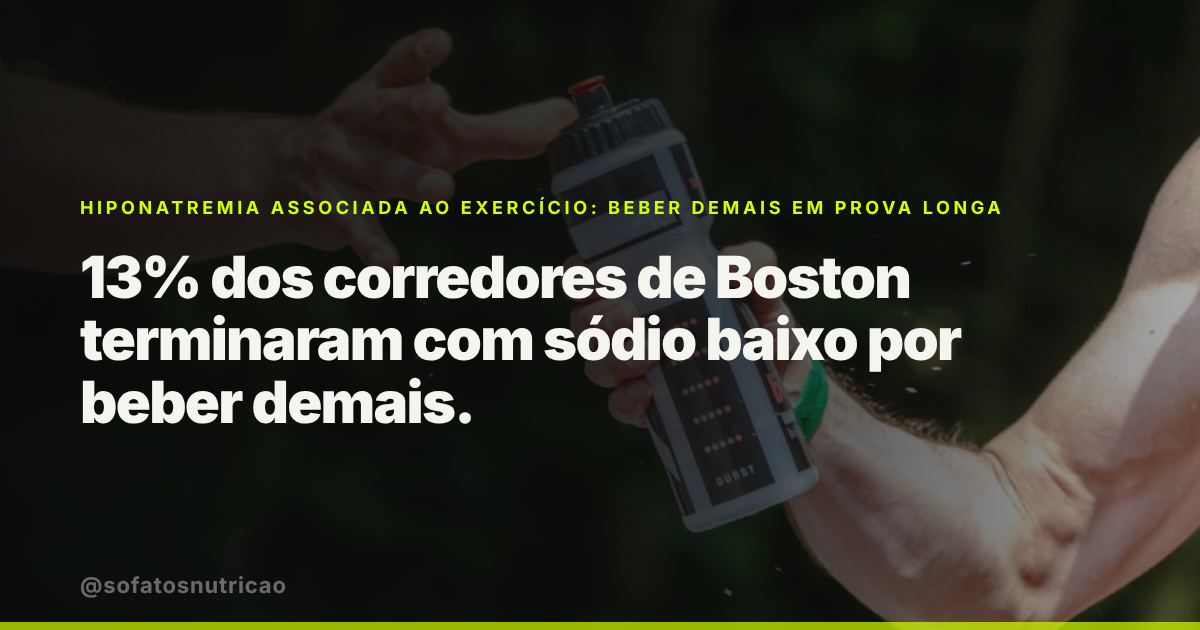 HIPONATREMIA ASSOCIADA AO EXERCÍCIO: BEBER DEMAIS EM PROVA LONGA
13% dos corredores de Boston
terminaram com sódio baixo por
beber demais.
DURST
@sofatosnutricao